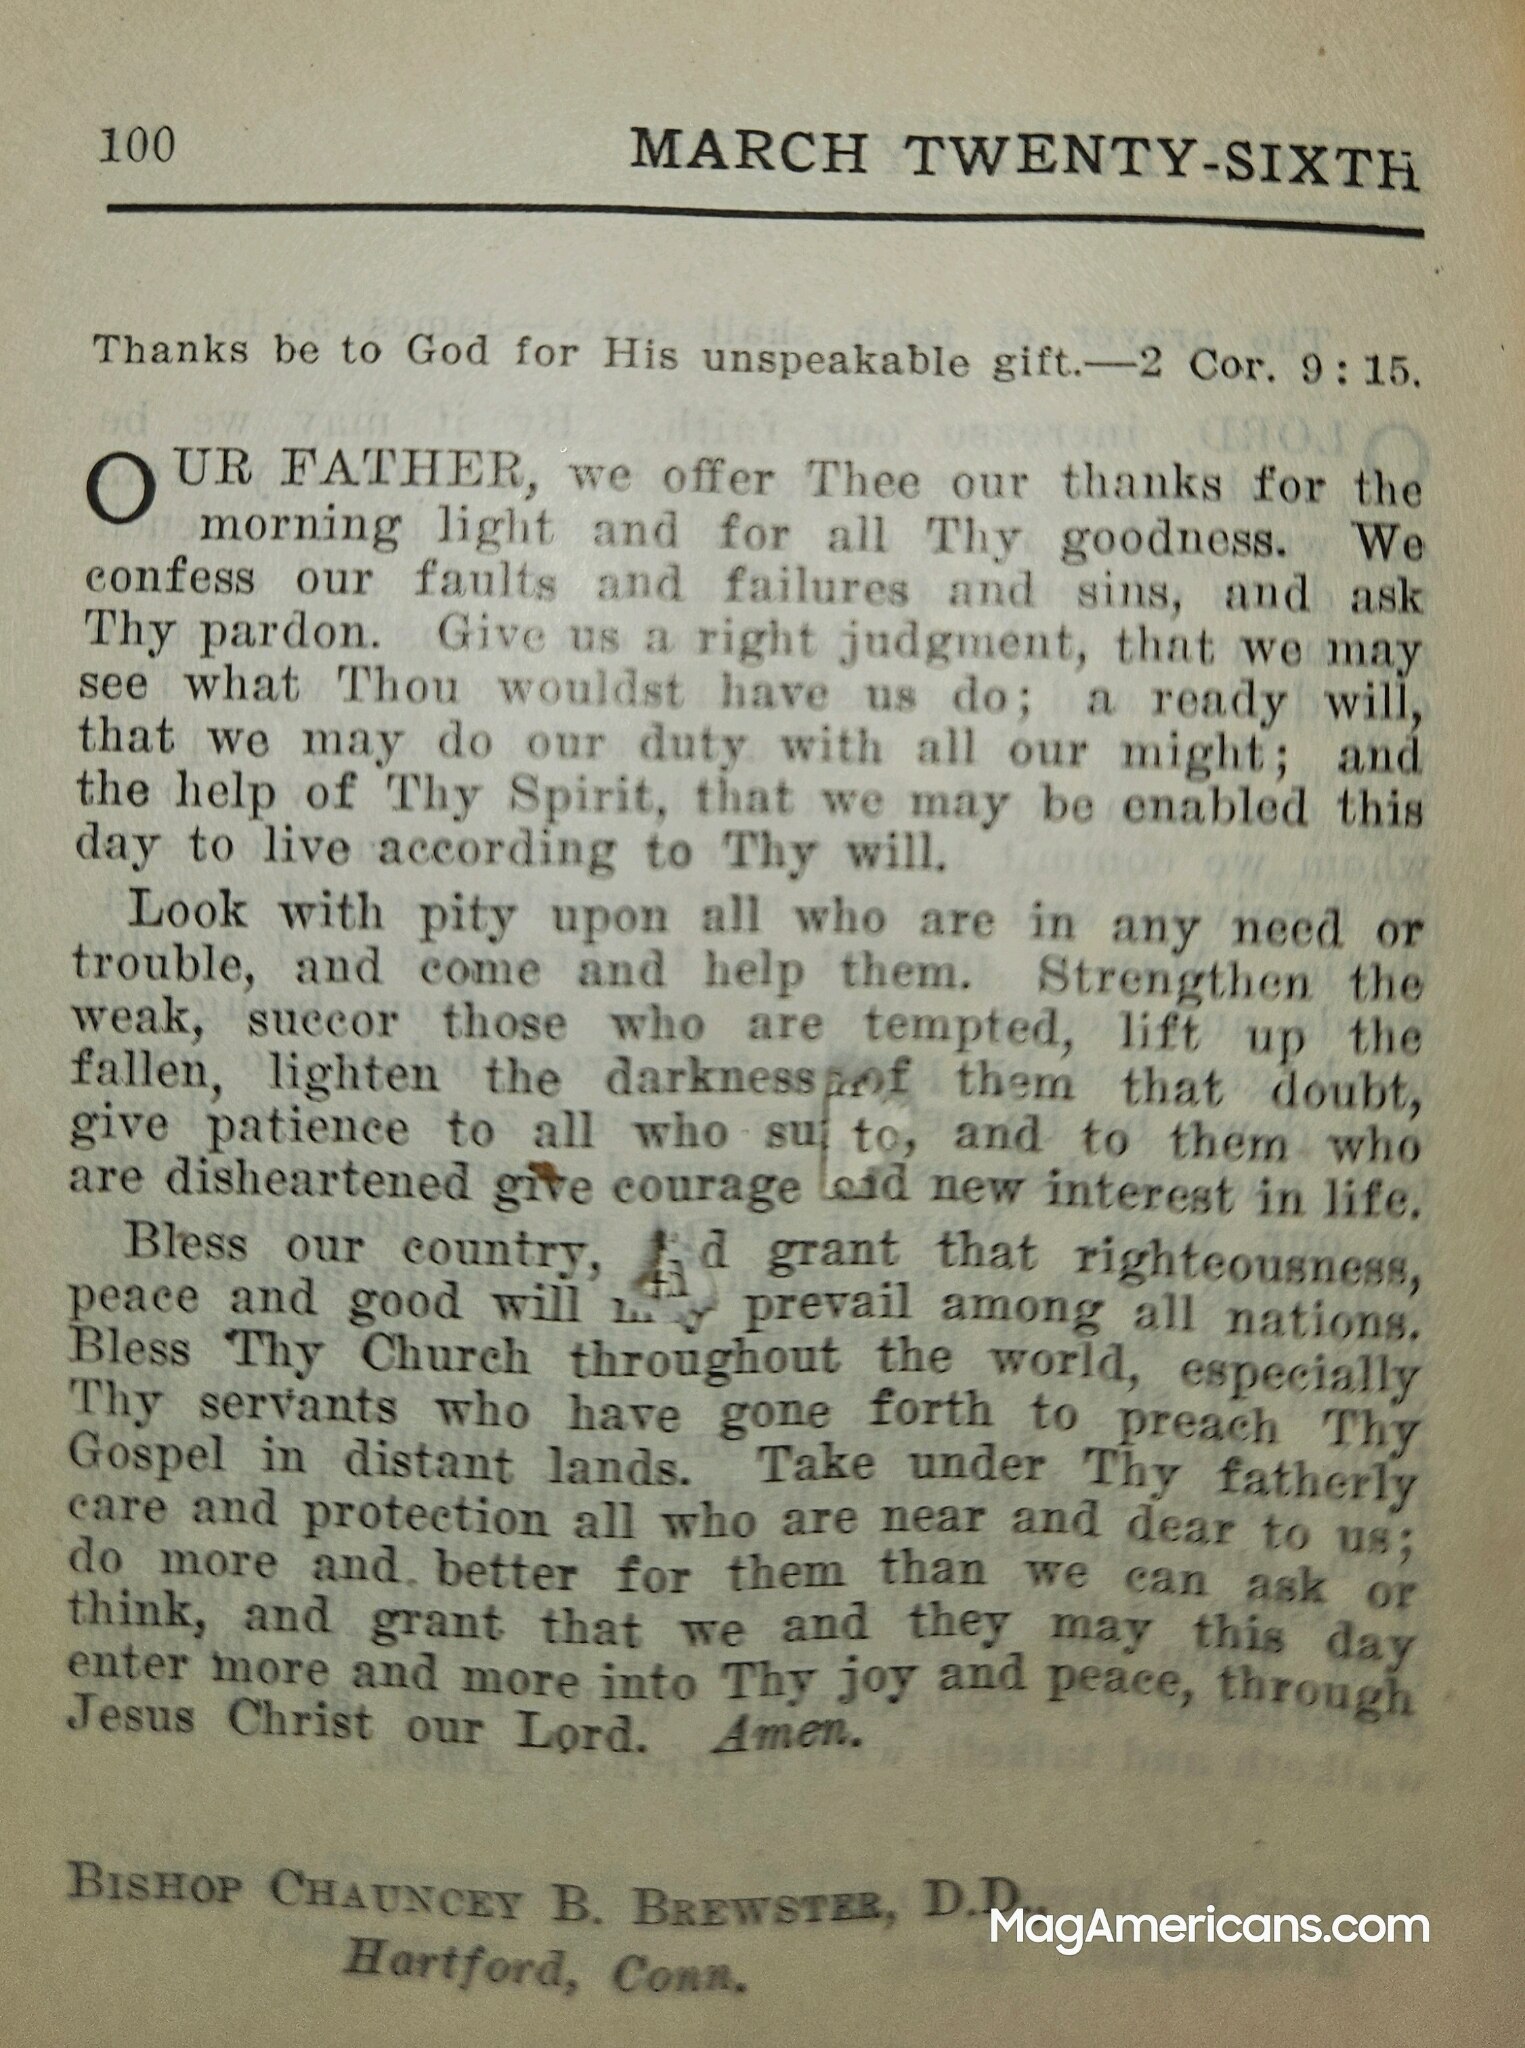 100 MARCH TWENTY-SIXTH
Thanks be to God for His unspeakable gift.—2 Cor. 9:15.
OUR FATHER, we offer Thee our thanks for the
morning light and for all Thy goodness. We
confess our faults and failures and sins, and ask
Thy pardon. Give us a right judgment, that we may
see what Thou wouldst have us do; a ready will,
that we may do our duty with all our might; and
the help of Thy Spirit, that we may be enabled this
day to live according to Thy will.
Look with pity upon all who are in any need or
trouble, and come and help them. Strengthen the
weak, succor those who are tempted, lift up the
fallen, lighten the darkness of them that doubt,
give patience to all who and to them who
are disheartened give courage new interest in life.
Bless our country, grant that righteousness,
peace and good will prevail among all nations.
Bless Thy Church throughout the world, especially
Thy servants who have gone forth to preach Thy
Gospel in distant lands. Take under Thy fatherly
care and protection all who are near and dear to us;
do more and better for them than we can ask or
think, and grant that we and they may this day
enter more and more into Thy joy and peace, through
Jesus Christ our Lord. Amen.
BISHOP CHAUNCEY B. BREWSTER, D.D.,
Hartford, Conn.
MagAmericans.com